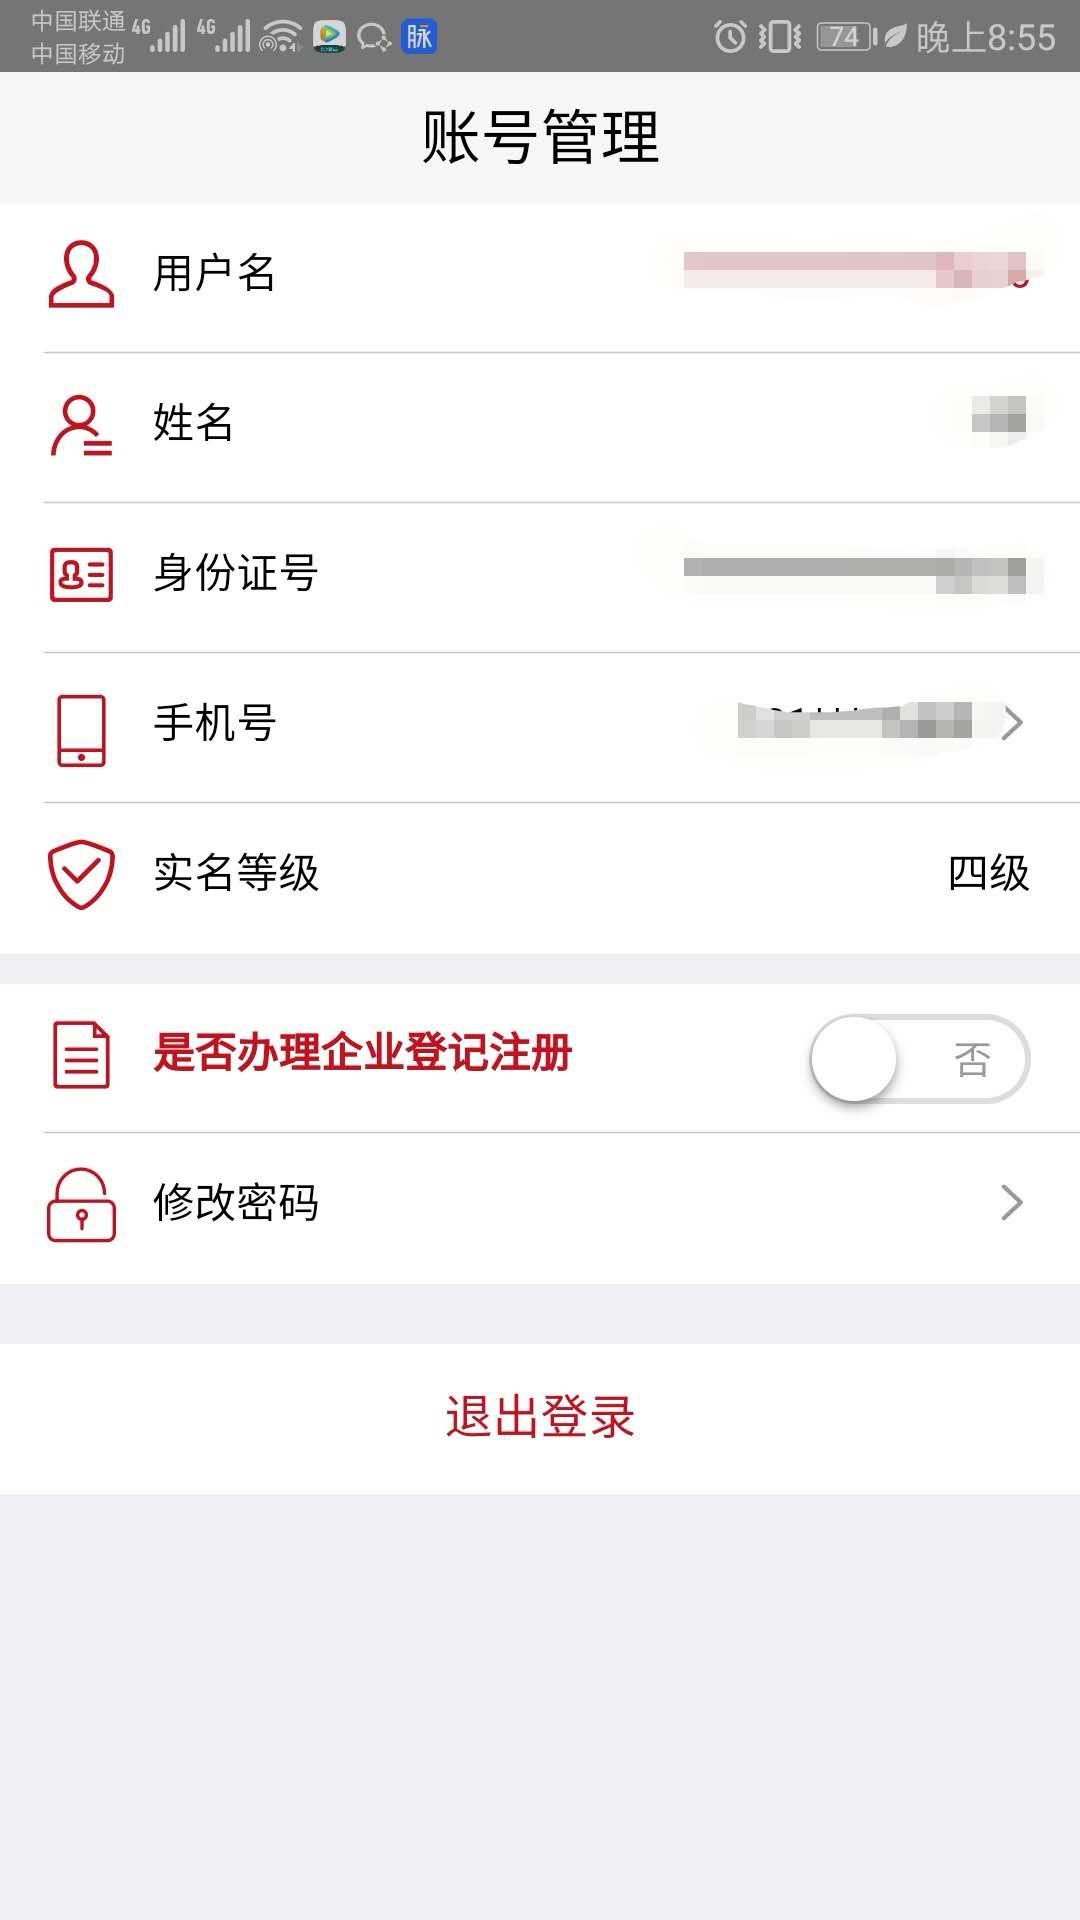 中国联通 4G 4G 脉 74 晚上8:55
中国移动
账号管理
用户名
姓名
身份证号
手机号
实名等级 四级
是否办理企业登记注册 否
修改密码
退出登录